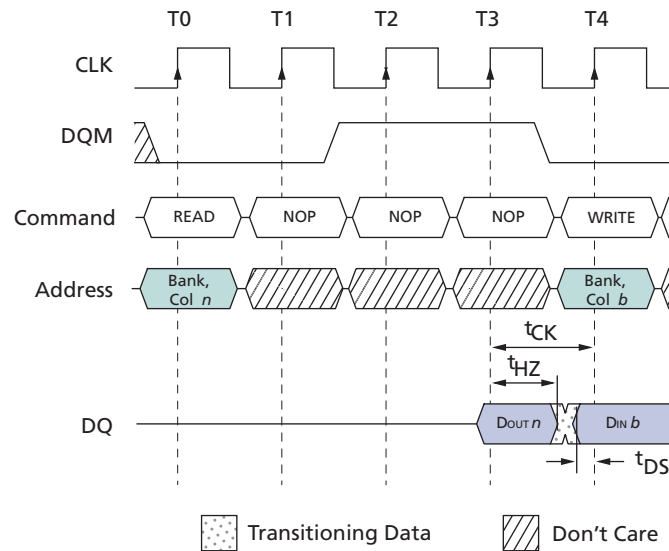 T0 T1 T2 T3 T4
CLK
DQM
Command READ NOP NOP NOP WRITE
Address Bank, Col n Bank, Col b
tCK
tHZ
DQ DOUT n DIN b
tDS
Transitioning Data Don't Care